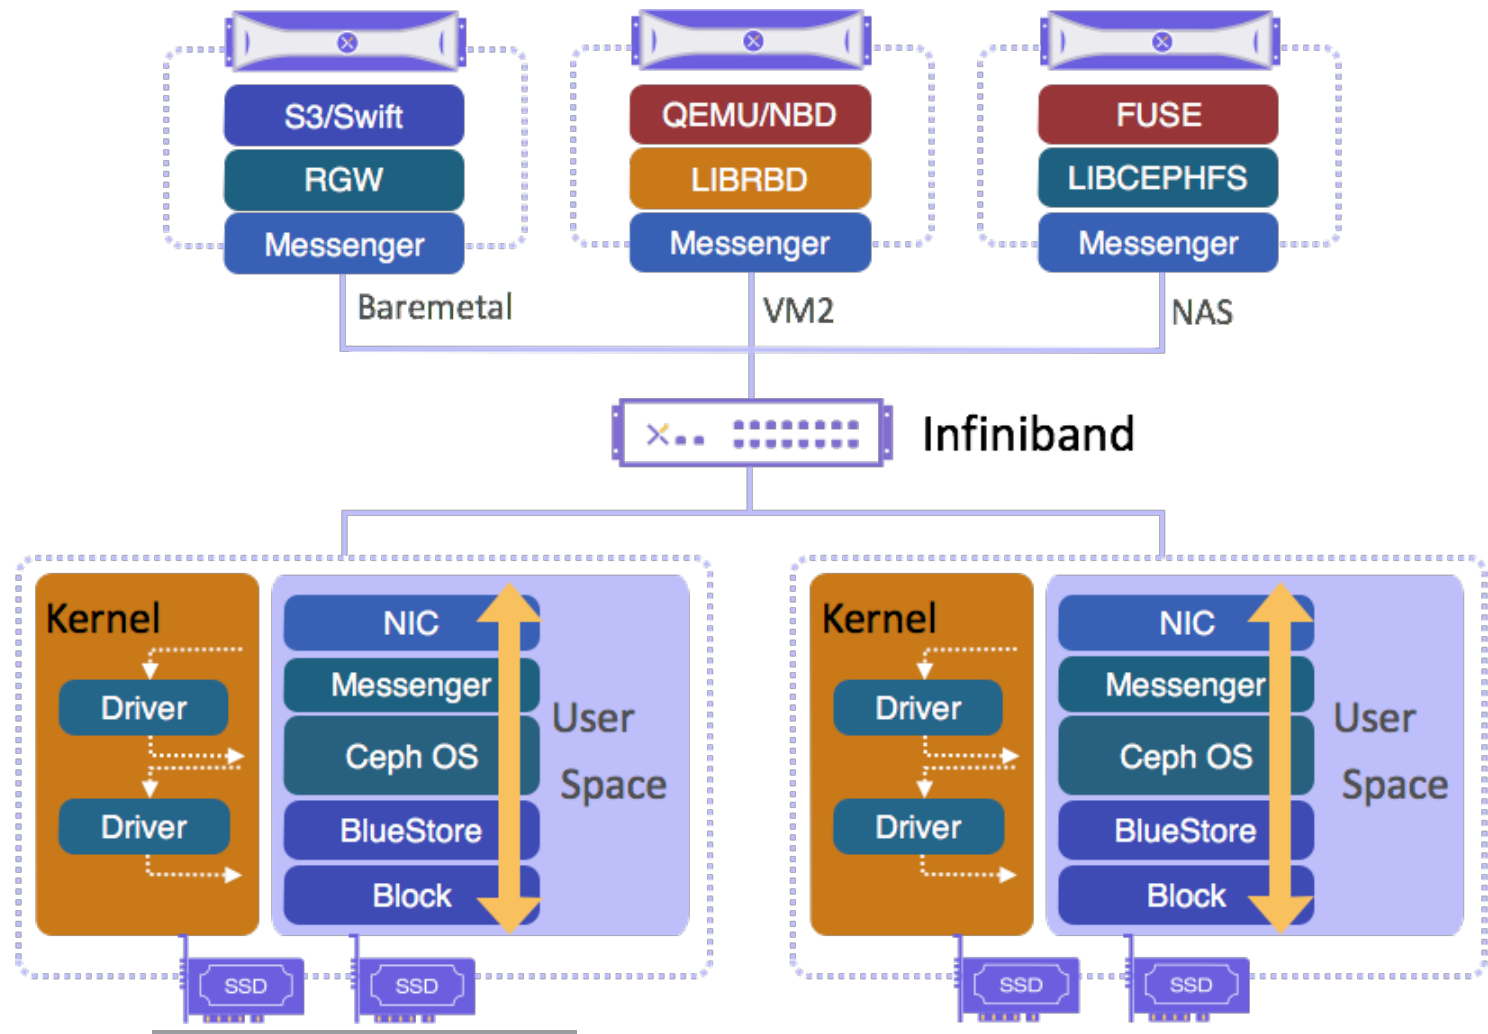 S3/Swift
RGW
Messenger
Baremetal
QEMU/NBD
LIBRBD
Messenger
VM2
FUSE
LIBCEPHFS
Messenger
NAS
Infiniband
Kernel
Driver
Driver
NIC
Messenger
Ceph OS
BlueStore
Block
User
Space
SSD
SSD
Kernel
Driver
Driver
NIC
Messenger
Ceph OS
BlueStore
Block
User
Space
SSD
SSD